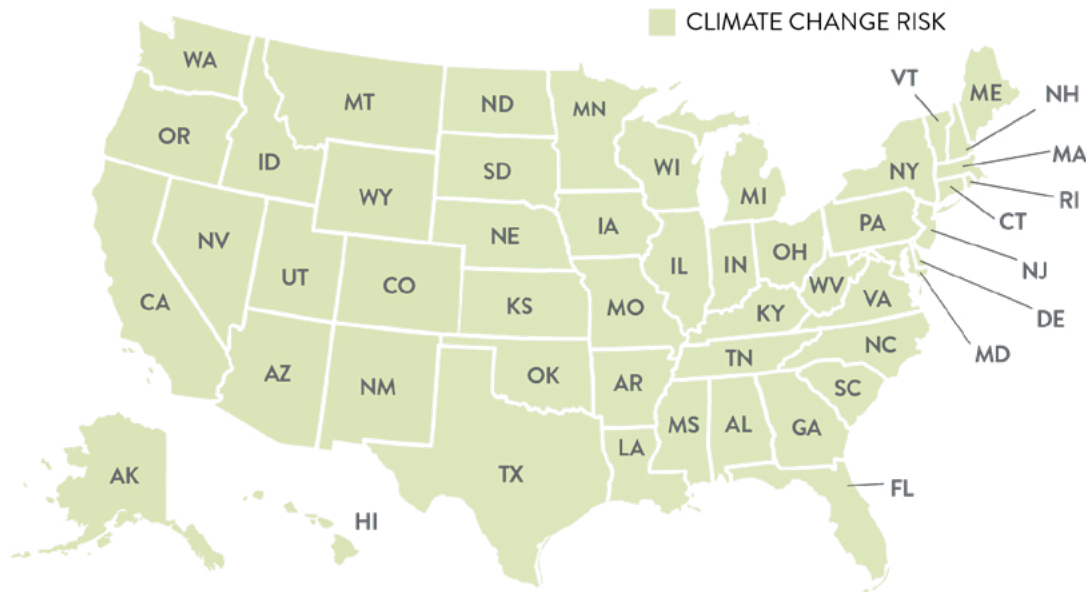 CLIMATE CHANGE RISK
WA
MT
ND
MN
VT
ME
NH
OR
ID
SD
WI
MI
NY
MA
WY
RI
IA
PA
CT
NE
NV
OH
IL
IN
NJ
UT
CO
WV
CA
KS
MO
VA
DE
KY
NC
MD
TN
AZ
NM
OK
AR
SC
MS
AL
GA
LA
AK
TX
FL
HI